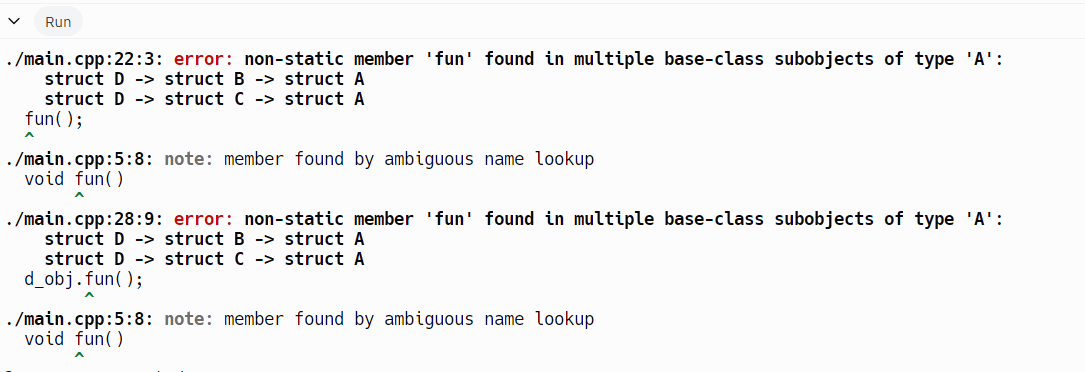 Run
./main.cpp:22:3: error: non-static member 'fun' found in multiple base-class subobjects of type 'A':
    struct D -> struct B -> struct A
    struct D -> struct C -> struct A
  fun();
  ^
./main.cpp:5:8: note: member found by ambiguous name lookup
  void fun()
       ^
./main.cpp:28:9: error: non-static member 'fun' found in multiple base-class subobjects of type 'A':
    struct D -> struct B -> struct A
    struct D -> struct C -> struct A
  d_obj.fun();
        ^
./main.cpp:5:8: note: member found by ambiguous name lookup
  void fun()
       ^